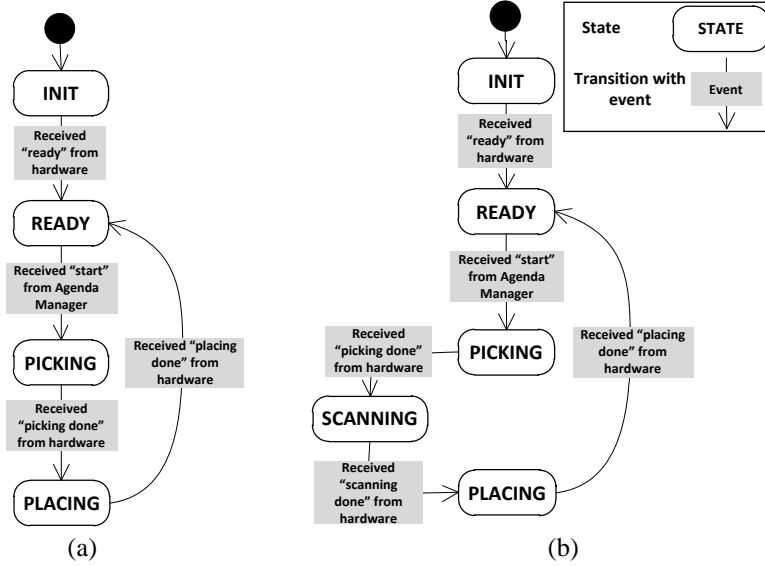 INIT
Received
“ready” from
hardware
READY
Received “start”
from Agenda
Manager
PICKING
Received “placing
done” from
hardware
Received
“picking done”
from hardware
PLACING
(a)
INIT
Received
“ready” from
hardware
READY
Received “start”
from Agenda
Manager
PICKING
Received
“picking done”
from hardware
Received “placing
done” from
hardware
SCANNING
Received
“scanning
done” from
hardware
PLACING
(b)
State
STATE
Transition with
event
Event